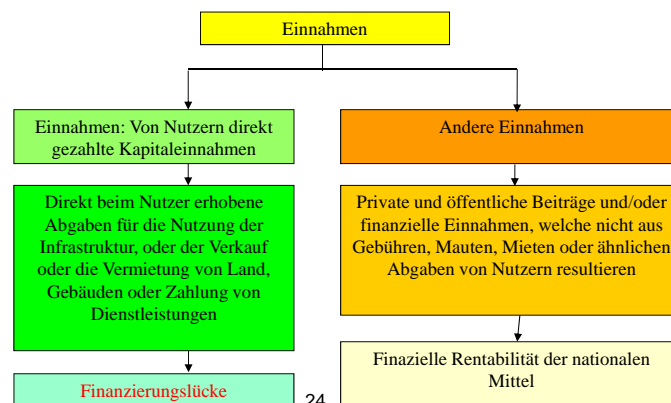 Einnahmen
Einnahmen: Von Nutzern direkt
gezahlte Kapitaleinnahmen
Andere Einnahmen
Direkt beim Nutzer erhobene
Abgaben für die Nutzung der
Infrastruktur, oder der Verkauf
oder die Vermietung von Land,
Gebäuden oder Zahlung von
Dienstleistungen
Private und öffentliche Beiträge und/oder
finanzielle Einnahmen, welche nicht aus
Gebühren, Mauten, Mieten oder ähnlichen
Abgaben von Nutzern resultieren
Finanzierungslücke
Finazielle Rentabilität der nationalen
Mittel
24